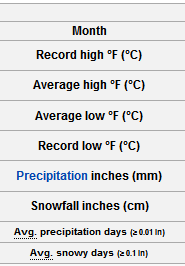 Month
Record high °F (°C)
Average high °F (°C)
Average low °F (°C)
Record low °F (°C)
Precipitation inches (mm)
Snowfall inches (cm)
Avg. precipitation days (≥ 0.01 in)
Avg. snowy days (≥ 0.1 in)